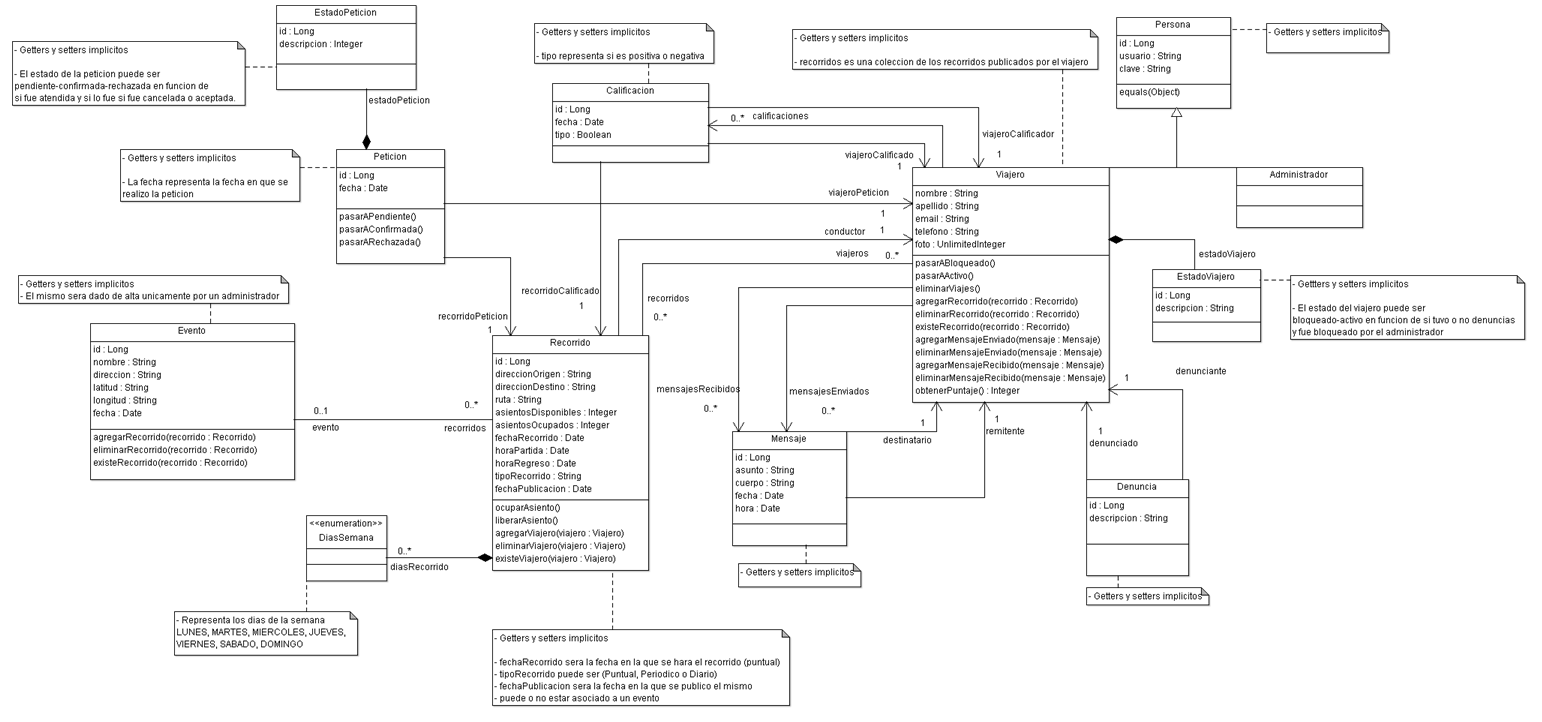 EstadoPeticion
id : Long
descripcion : Integer
- Getters y setters implicitos
- El estado de la peticion puede ser
pendiente-confirmada-rechazada en funcion de
si fue atendida y si lo fue si fue cancelada o aceptada.
estadoPeticion
Peticion
id : Long
fecha : Date
pasarAPendiente()
pasarAConfirmada()
pasarARechazada()
- Getters y setters implicitos
- La fecha representa la fecha en que se
realizo la peticion
- Getters y setters implicitos
- tipo representa si es positiva o negativa
Calificacion
id : Long
fecha : Date
tipo : Boolean
0..*
calificaciones
viajeroCalificador
1
viajeroCalificado
1
- Getters y setters implicitos
- recorridos es una coleccion de los recorridos publicados por el viajero
Persona
id : Long
usuario : String
clave : String
equals(Object)
- Getters y setters implicitos
Administrador
Viajero
nombre : String
apellido : String
email : String
telefono : String
foto : UnlimitedInteger
pasarABloqueado()
pasarAActivo()
eliminarViajes()
agregarRecorrido(recorrido : Recorrido)
eliminarRecorrido(recorrido : Recorrido)
existeRecorrido(recorrido : Recorrido)
agregarMensajeEnviado(mensaje : Mensaje)
eliminarMensajeEnviado(mensaje : Mensaje)
agregarMensajeRecibido(mensaje : Mensaje)
eliminarMensajeRecibido(mensaje : Mensaje)
obtenerPuntaje() : Integer
viajeroPeticion
1
conductor
1
viajeros
0..*
estadoViajero
EstadoViajero
id : Long
descripcion : String
- Gettters y setters implicitos
- El estado del viajero puede ser
bloqueado-activo en funcion de si tuvo o no denuncias
y fue bloqueado por el administrador
- Getters y setters implicitos
- El mismo sera dado de alta unicamente por un administrador
Evento
id : Long
nombre : String
direccion : String
latitud : String
longitud : String
fecha : Date
agregarRecorrido(recorrido : Recorrido)
eliminarRecorrido(recorrido : Recorrido)
existeRecorrido(recorrido : Recorrido)
0..1
evento
0..*
recorridos
recorridoPeticion
1
recorridoCalificado
1
recorridos
0..*
Recorrido
id : Long
direccionOrigen : String
direccionDestino : String
ruta : String
asientosDisponibles : Integer
asientosOcupados : Integer
fechaRecorrido : Date
horaPartida : Date
horaRegreso : Date
tipoRecorrido : String
fechaPublicacion : Date
ocuparAsiento()
liberarAsiento()
agregarViajero(viajero : Viajero)
eliminarViajero(viajero : Viajero)
existeViajero(viajero : Viajero)
mensajesRecibidos
0..*
mensajesEnviados
0..*
Mensaje
id : Long
asunto : String
cuerpo : String
fecha : Date
hora : Date
1
destinatario
1
remitente
- Getters y setters implicitos
denunciante
1
1
denunciado
Denuncia
id : Long
descripcion : String
- Getters y setters implicitos
<<enumeration>>
DiasSemana
0..*
diasRecorrido
- Representa los dias de la semana
LUNES, MARTES, MIERCOLES, JUEVES,
VIERNES, SABADO, DOMINGO
- Getters y setters implicitos
- fechaRecorrido sera la fecha en la que se hara el recorrido (puntual)
- tipoRecorrido puede ser (Puntual, Periodico o Diario)
- fechaPublicacion sera la fecha en la que se publico el mismo
- puede o no estar asociado a un evento